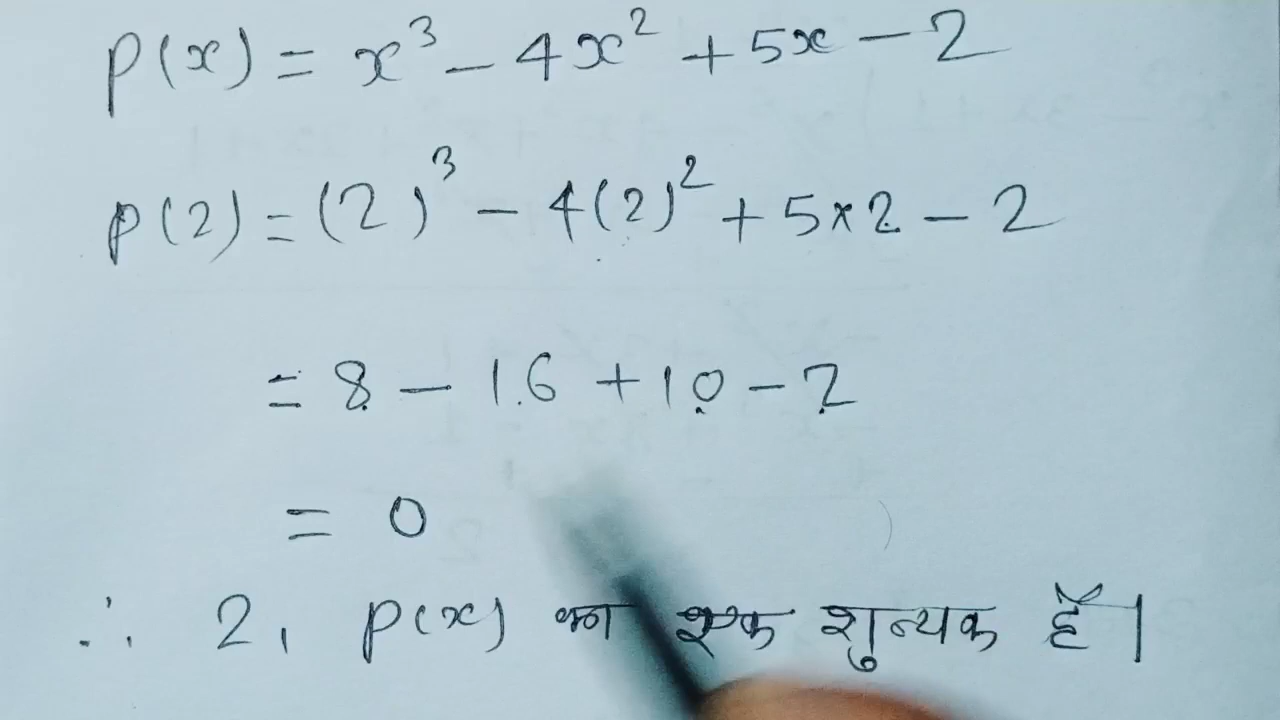 p(x) = x³ - 4x² + 5x - 2
p(2) = (2)³ - 4(2)² + 5×2 - 2
= 8 - 16 + 10 - 2
= 0
∴ 2, p(x) का एक शुन्यक हैं।